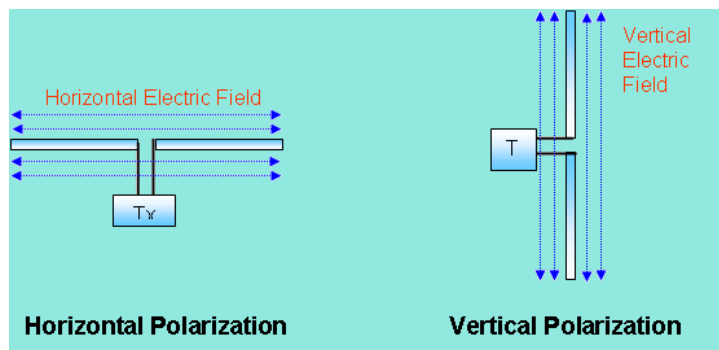 Horizontal Electric Field
Tx
Horizontal Polarization
Vertical
Electric
Field
T
Vertical Polarization